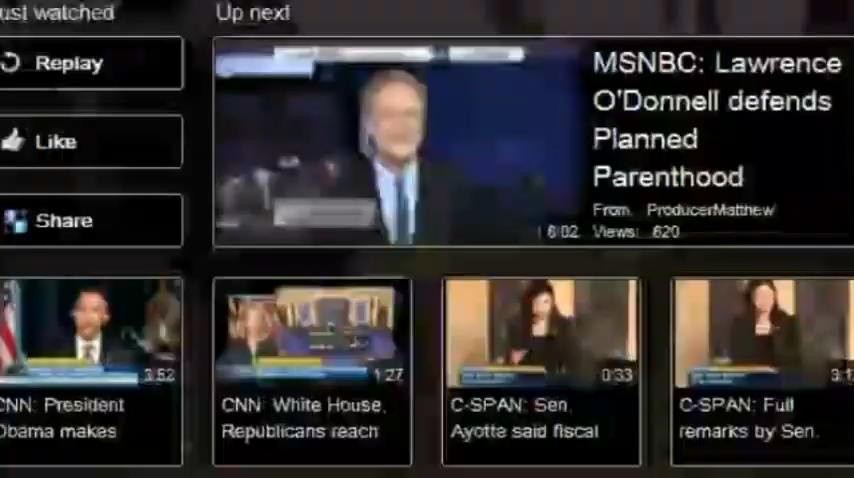 ust watched
Up next
Replay
Like
Share
MSNBC: Lawrence
O'Donnell defends
Planned
Parenthood
From: ProducerMatthew
6:02 Views: 620
3:52
1:27
0:33
3:1
CNN: President
Obama makes
CNN: White House,
Republicans reach
C-SPAN: Sen.
Ayotte said fiscal
C-SPAN: Full
remarks by Sen.